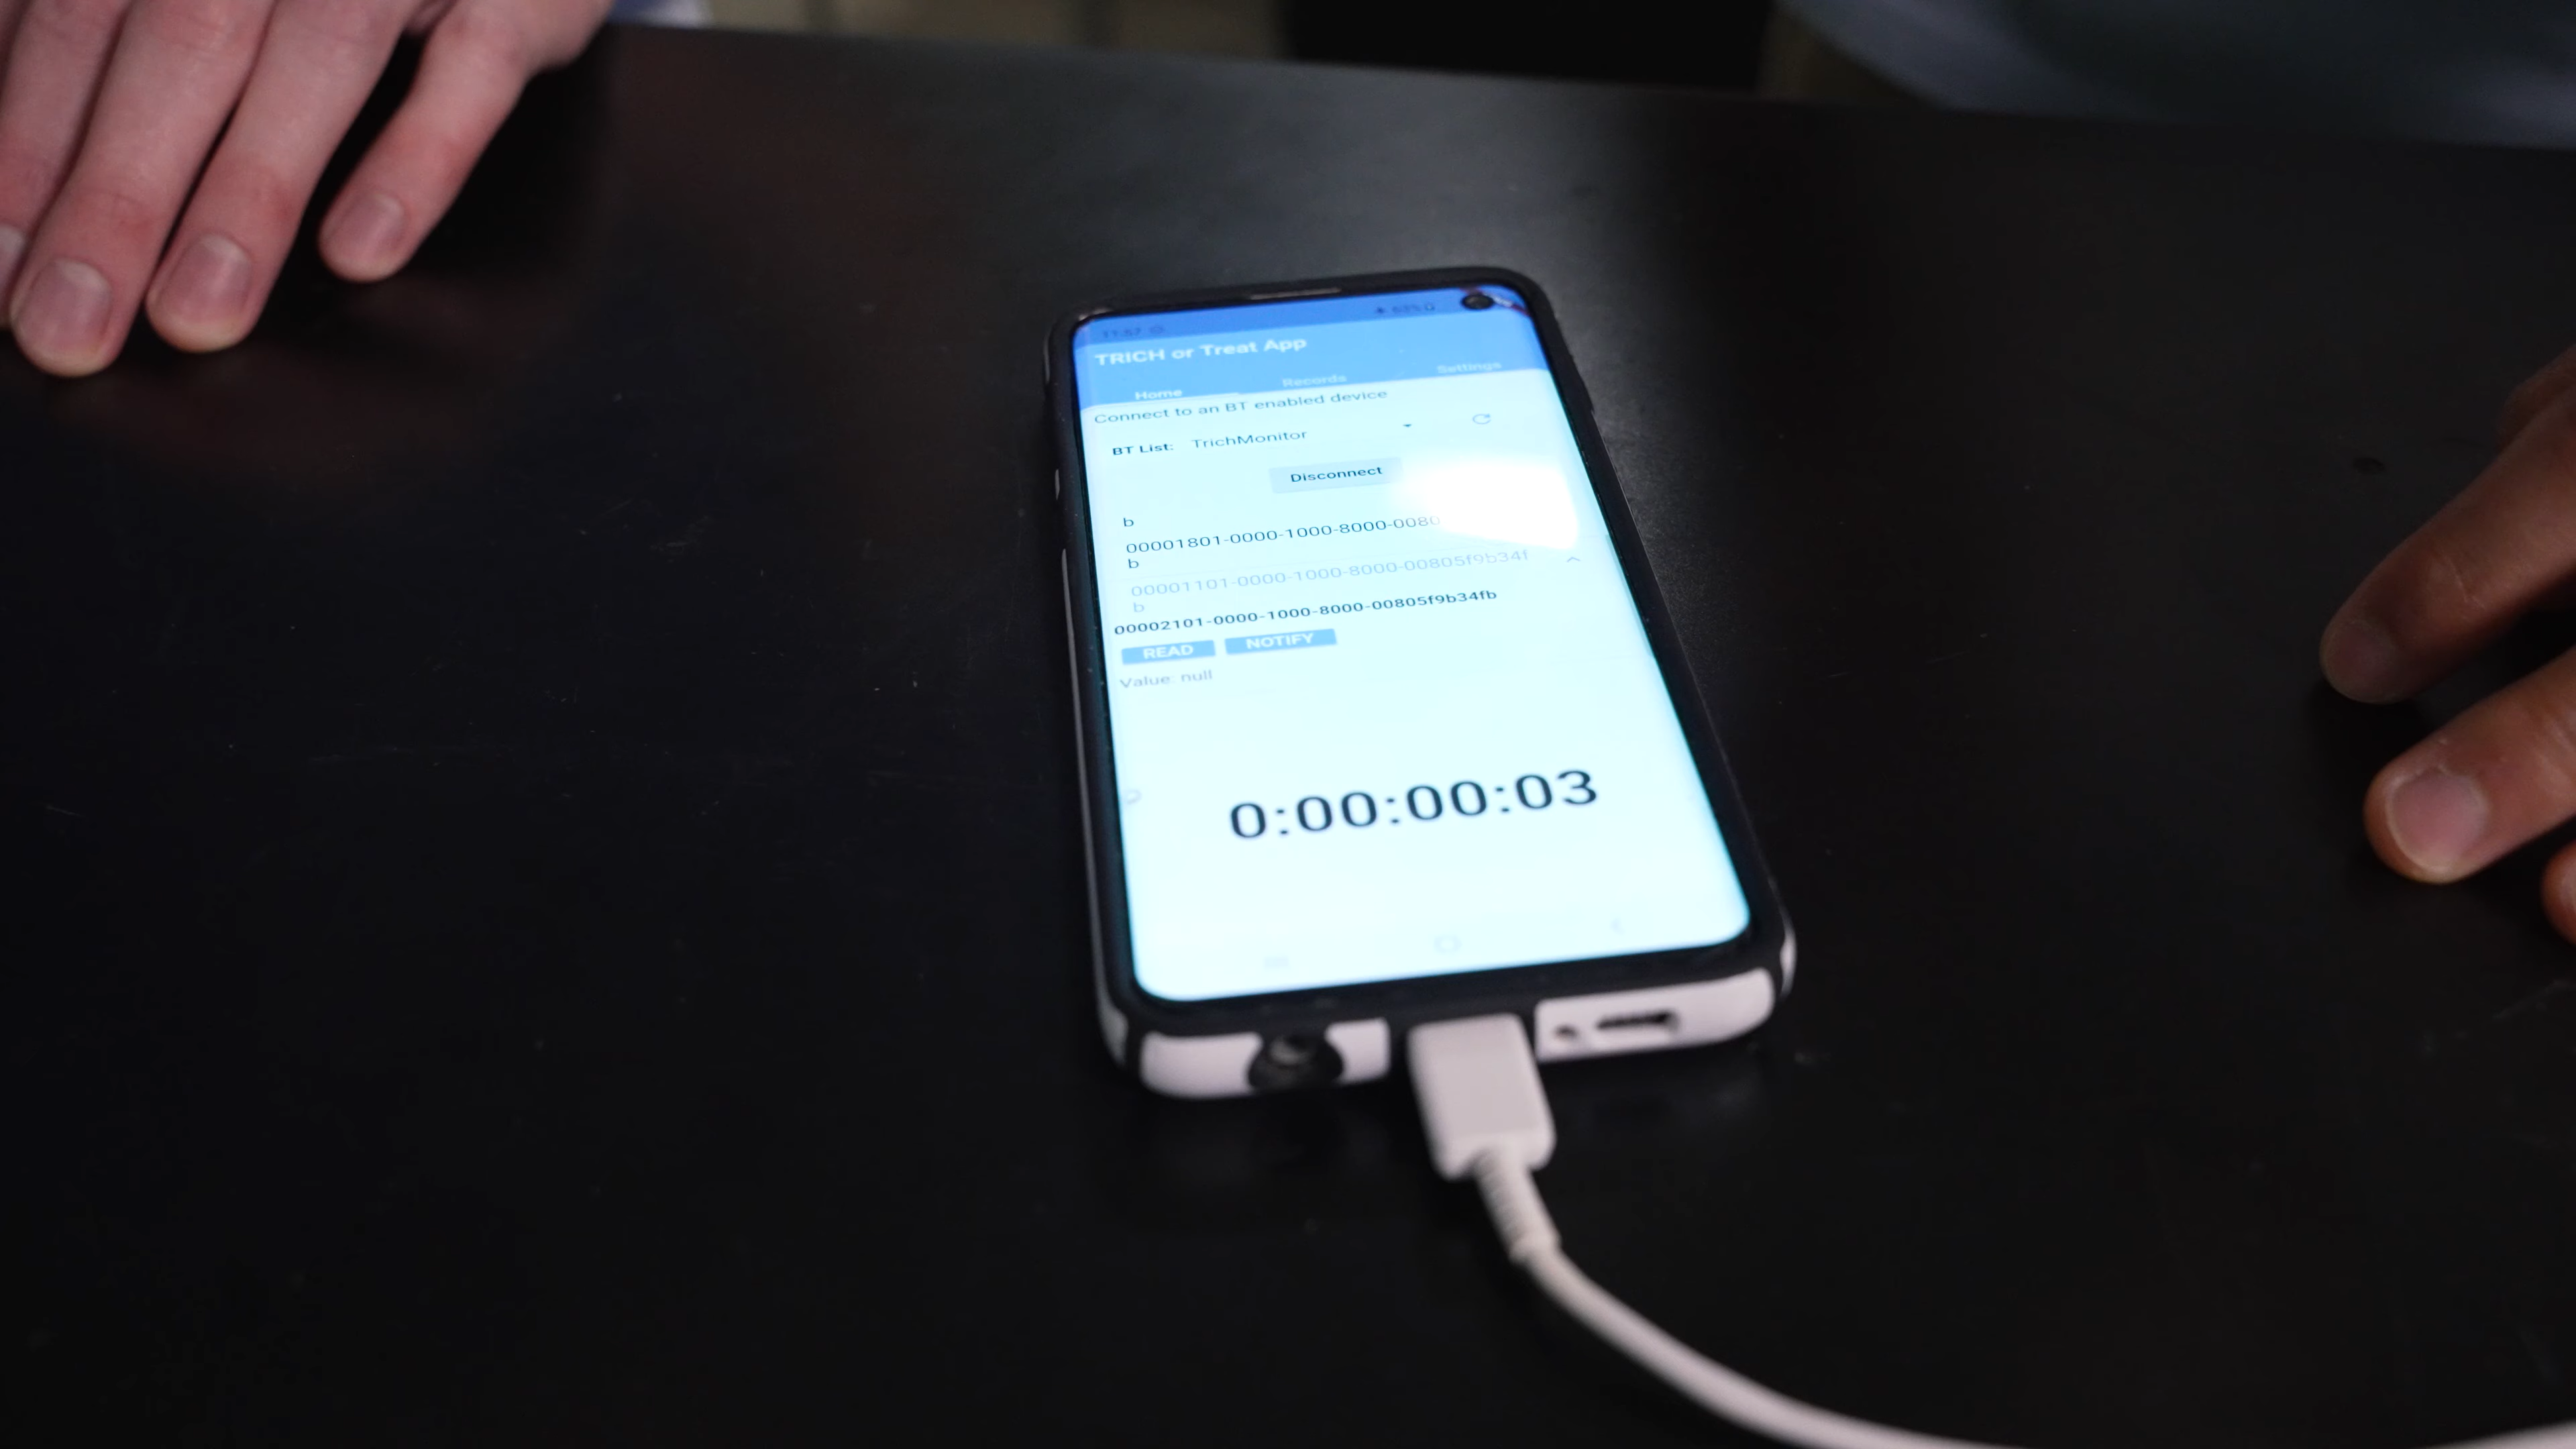 11:57
TRICH or Treat App
Home Records Settings
Connect to an BT enabled device
BT List: TrichMonitor
Disconnect
b
00001801-0000-1000-8000-0080
b
00001101-0000-1000-8000-00805f9b34f
b
00002101-0000-1000-8000-00805f9b34fb
READ NOTIFY
Value: null
0:00:00:03